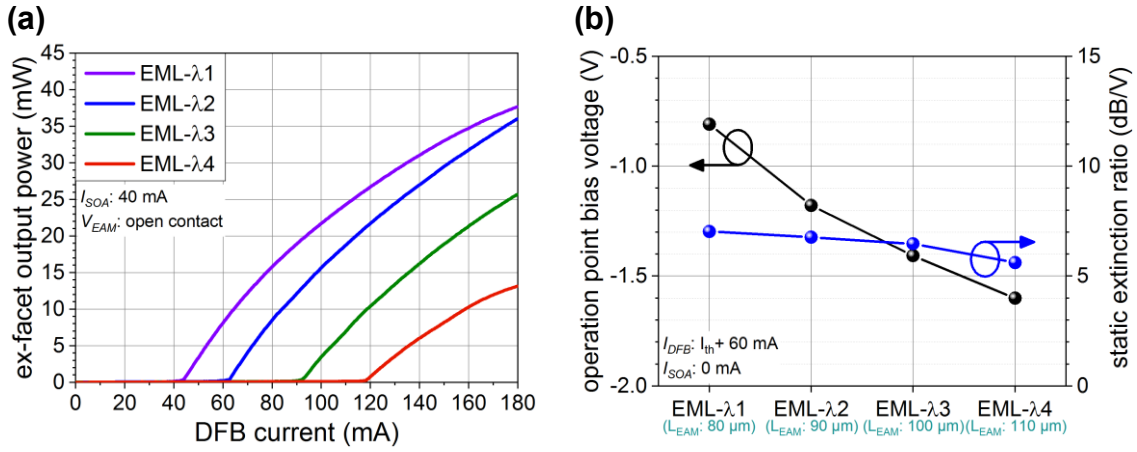 (a)
ex-facet output power (mW)
45
40
35
30
25
20
15
10
5
0
EML-λ1
EML-λ2
EML-λ3
EML-λ4
I_SOA: 40 mA
V_EAM: open contact
0 20 40 60 80 100 120 140 160 180
DFB current (mA)
(b)
operation point bias voltage (V)
-0.5
-1.0
-1.5
-2.0
I_DFB: I_th+ 60 mA
I_SOA: 0 mA
15
10
5
0
static extinction ratio (dB/V)
EML-λ1 EML-λ2 EML-λ3 EML-λ4
(L_EAM: 80 μm) (L_EAM: 90 μm) (L_EAM: 100 μm) (L_EAM: 110 μm)